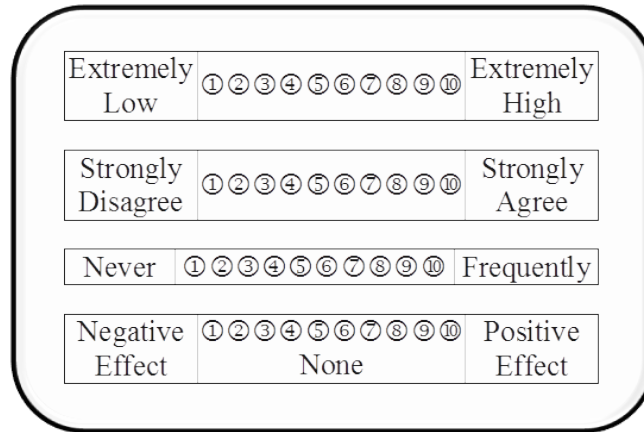 Extremely Low ①②③④⑤⑥⑦⑧⑨⑩ Extremely High
Strongly Disagree ①②③④⑤⑥⑦⑧⑨⑩ Strongly Agree
Never ①②③④⑤⑥⑦⑧⑨⑩ Frequently
Negative Effect ①②③④⑤⑥⑦⑧⑨⑩ None Positive Effect